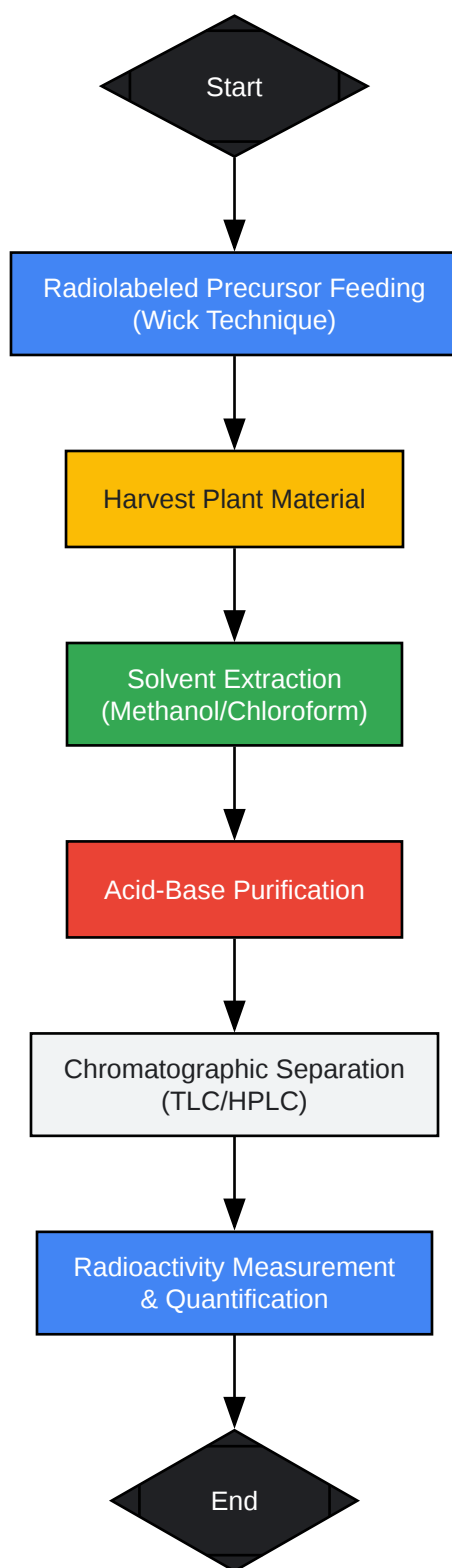 Start
Radiolabeled Precursor Feeding
(Wick Technique)
Harvest Plant Material
Solvent Extraction
(Methanol/Chloroform)
Acid-Base Purification
Chromatographic Separation
(TLC/HPLC)
Radioactivity Measurement
& Quantification
End